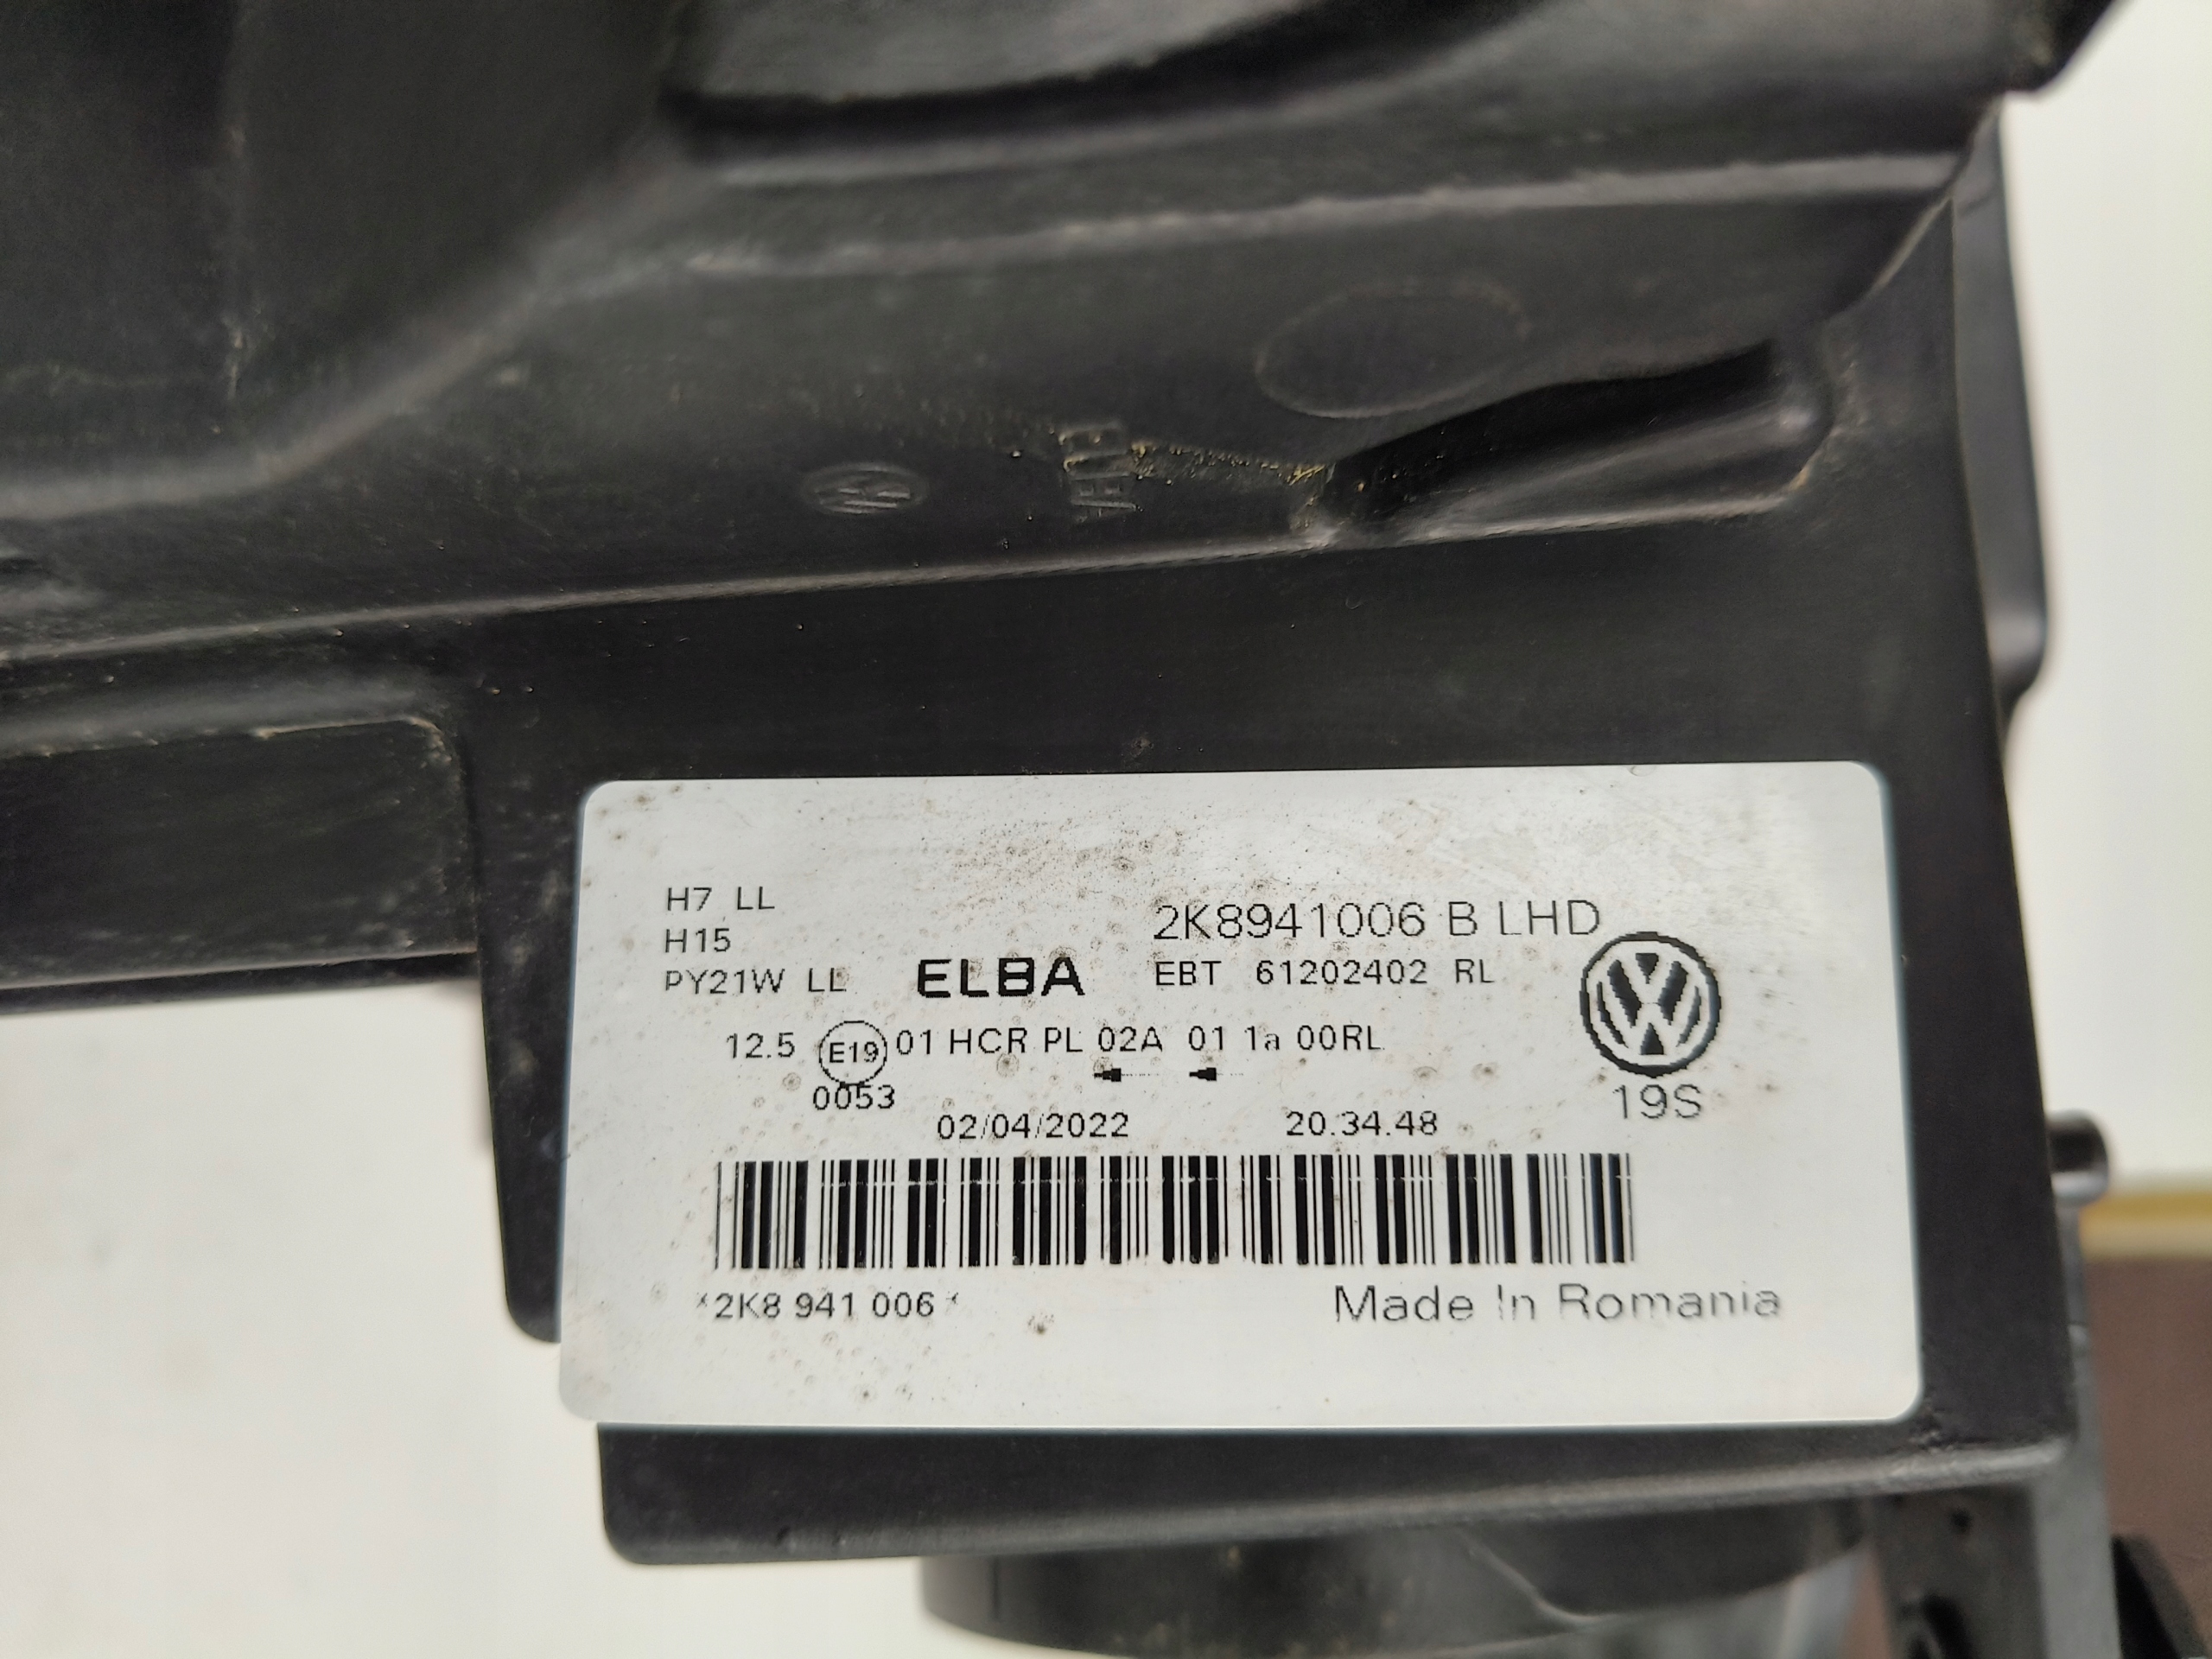 H7 LL
H15
PY21W LL
ELBA
2K8941006 B LHD
EBT 61202402 RL
12.5 E19 01 HCR PL 02A 01 1a 00RL
0053
19S
02/04/2022 20.34.48
*2K8 941 006*
Made In Romania